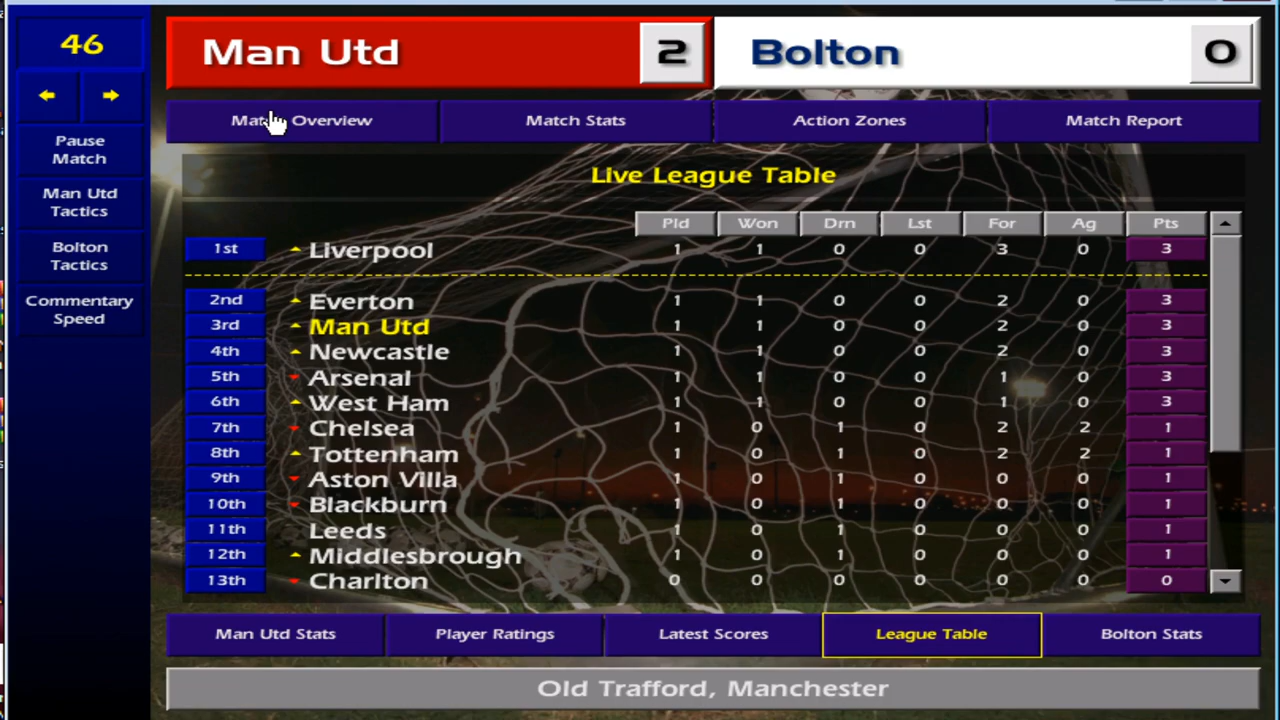 46
Man Utd 2 Bolton 0
Match Overview Match Stats Action Zones Match Report
Pause
Match
Man Utd
Tactics
Bolton
Tactics
Commentary
Speed
Live League Table
Pld Won Drn Lst For Ag Pts
1st Liverpool 1 1 0 0 3 0 3
2nd Everton 1 1 0 0 2 0 3
3rd Man Utd 1 1 0 0 2 0 3
4th Newcastle 1 1 0 0 2 0 3
5th Arsenal 1 1 0 0 1 0 3
6th West Ham 1 1 0 0 1 0 3
7th Chelsea 1 0 1 0 2 2 1
8th Tottenham 1 0 1 0 2 2 1
9th Aston Villa 1 0 1 0 0 0 1
10th Blackburn 1 0 1 0 0 0 1
11th Leeds 1 0 1 0 0 0 1
12th Middlesbrough 1 0 1 0 0 0 1
13th Charlton 0 0 0 0 0 0 0
Man Utd Stats Player Ratings Latest Scores League Table Bolton Stats
Old Trafford, Manchester